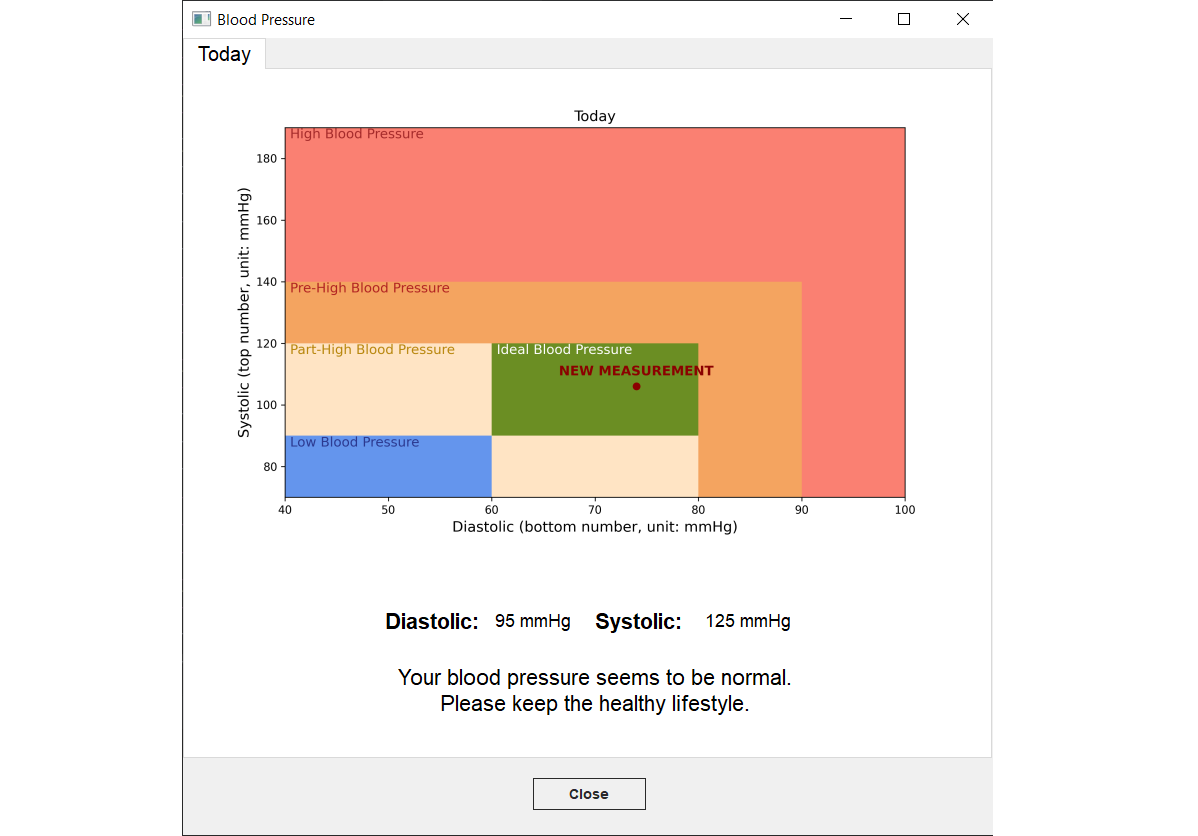 Blood Pressure
Today
Today
High Blood Pressure
180
160
140
120
100
80
Systolic (top number, unit: mmHg)
Pre-High Blood Pressure
Part-High Blood Pressure
Ideal Blood Pressure
NEW MEASUREMENT
Low Blood Pressure
40 50 60 70 80 90 100
Diastolic (bottom number, unit: mmHg)
Diastolic: 95 mmHg Systolic: 125 mmHg
Your blood pressure seems to be normal.
Please keep the healthy lifestyle.
Close